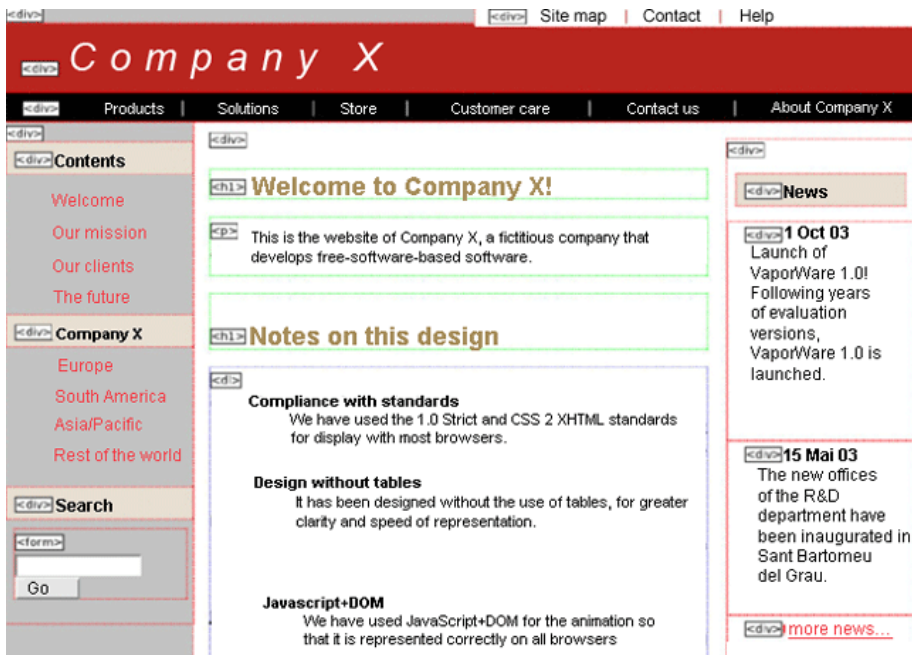 <div>
<div> Site map | Contact | Help
<div> Company X
<div> Products | Solutions | Store | Customer care | Contact us | About Company X
<div>
<div> Contents
Welcome
Our mission
Our clients
The future
<div> Company X
Europe
South America
Asia/Pacific
Rest of the world
<div> Search
<form>
Go
<div>
<h1> Welcome to Company X!
<p> This is the website of Company X, a fictitious company that
develops free-software-based software.
<h1> Notes on this design
<dl>
Compliance with standards
We have used the 1.0 Strict and CSS 2 XHTML standards
for display with most browsers.
Design without tables
It has been designed without the use of tables, for greater
clarity and speed of representation.
Javascript+DOM
We have used JavaScript+DOM for the animation so
that it is represented correctly on all browsers
<div>
<div> News
<div> 1 Oct 03
Launch of
VaporWare 1.0!
Following years
of evaluation
versions,
VaporWare 1.0 is
launched.
<div> 15 Mai 03
The new offices
of the R&D
department have
been inaugurated in
Sant Bartomeu
del Grau.
<div> more news...